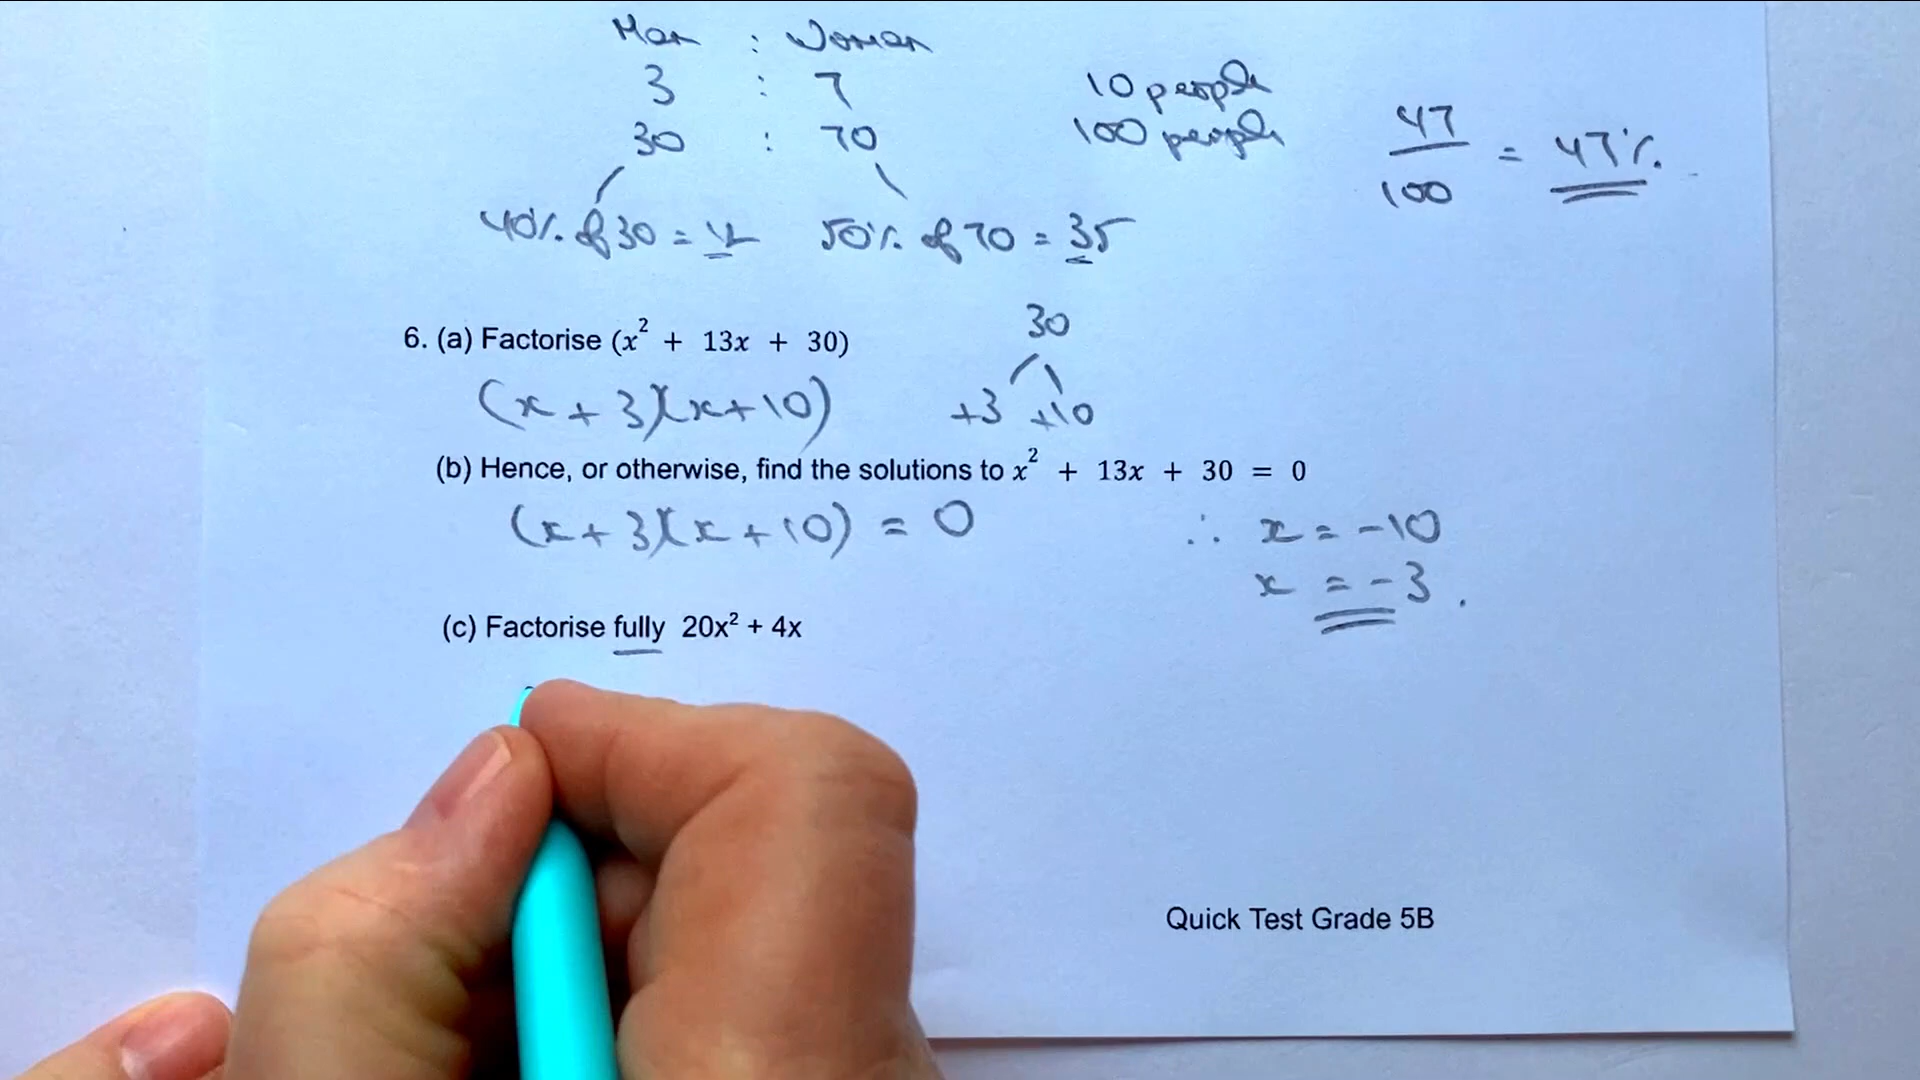 Man : Woman
3 : 7 10 people
30 : 70 100 people
47/100 = 47%
40% of 30 = 12 50% of 70 = 35
6. (a) Factorise (x² + 13x + 30)
30
+3 +10
(x + 3)(x + 10)
(b) Hence, or otherwise, find the solutions to x² + 13x + 30 = 0
(x + 3)(x + 10) = 0 ∴ x = -10
x = -3.
(c) Factorise fully 20x² + 4x
Quick Test Grade 5B